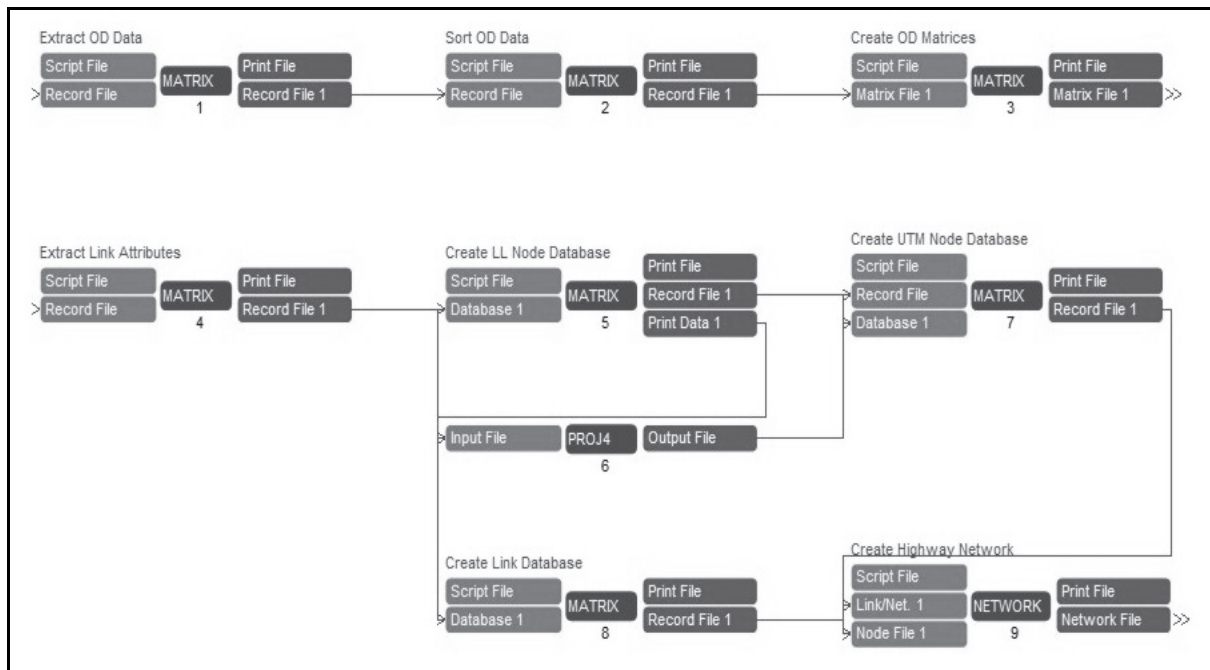 Extract OD Data
Script File
Record File
MATRIX
Print File
Record File 1
1
Sort OD Data
Script File
Record File
MATRIX
Print File
Record File 1
2
Create OD Matrices
Script File
Matrix File 1
MATRIX
Print File
Matrix File 1
3
Extract Link Attributes
Script File
Record File
MATRIX
Print File
Record File 1
4
Create LL Node Database
Script File
Database 1
MATRIX
Print File
Record File 1
Print Data 1
5
Create UTM Node Database
Script File
Record File
Database 1
MATRIX
Print File
Record File 1
7
Input File
PROJ4
Output File
6
Create Link Database
Script File
Database 1
MATRIX
Print File
Record File 1
8
Create Highway Network
Script File
Link/Net. 1
Node File 1
NETWORK
Print File
Network File
9